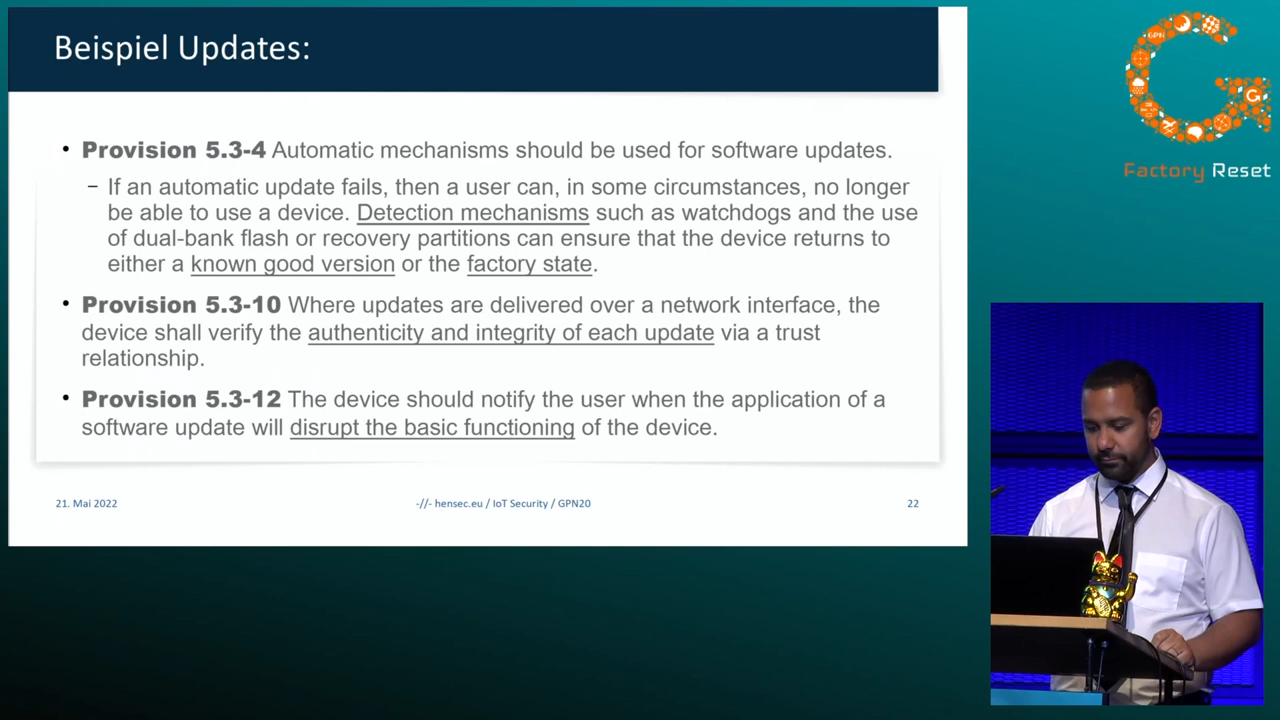 Beispiel Updates:
• Provision 5.3-4 Automatic mechanisms should be used for software updates.
– If an automatic update fails, then a user can, in some circumstances, no longer
be able to use a device. Detection mechanisms such as watchdogs and the use
of dual-bank flash or recovery partitions can ensure that the device returns to
either a known good version or the factory state.
• Provision 5.3-10 Where updates are delivered over a network interface, the
device shall verify the authenticity and integrity of each update via a trust
relationship.
• Provision 5.3-12 The device should notify the user when the application of a
software update will disrupt the basic functioning of the device.
21. Mai 2022
-//- hensec.eu / IoT Security / GPN20
22
GPN
G
Factory Reset